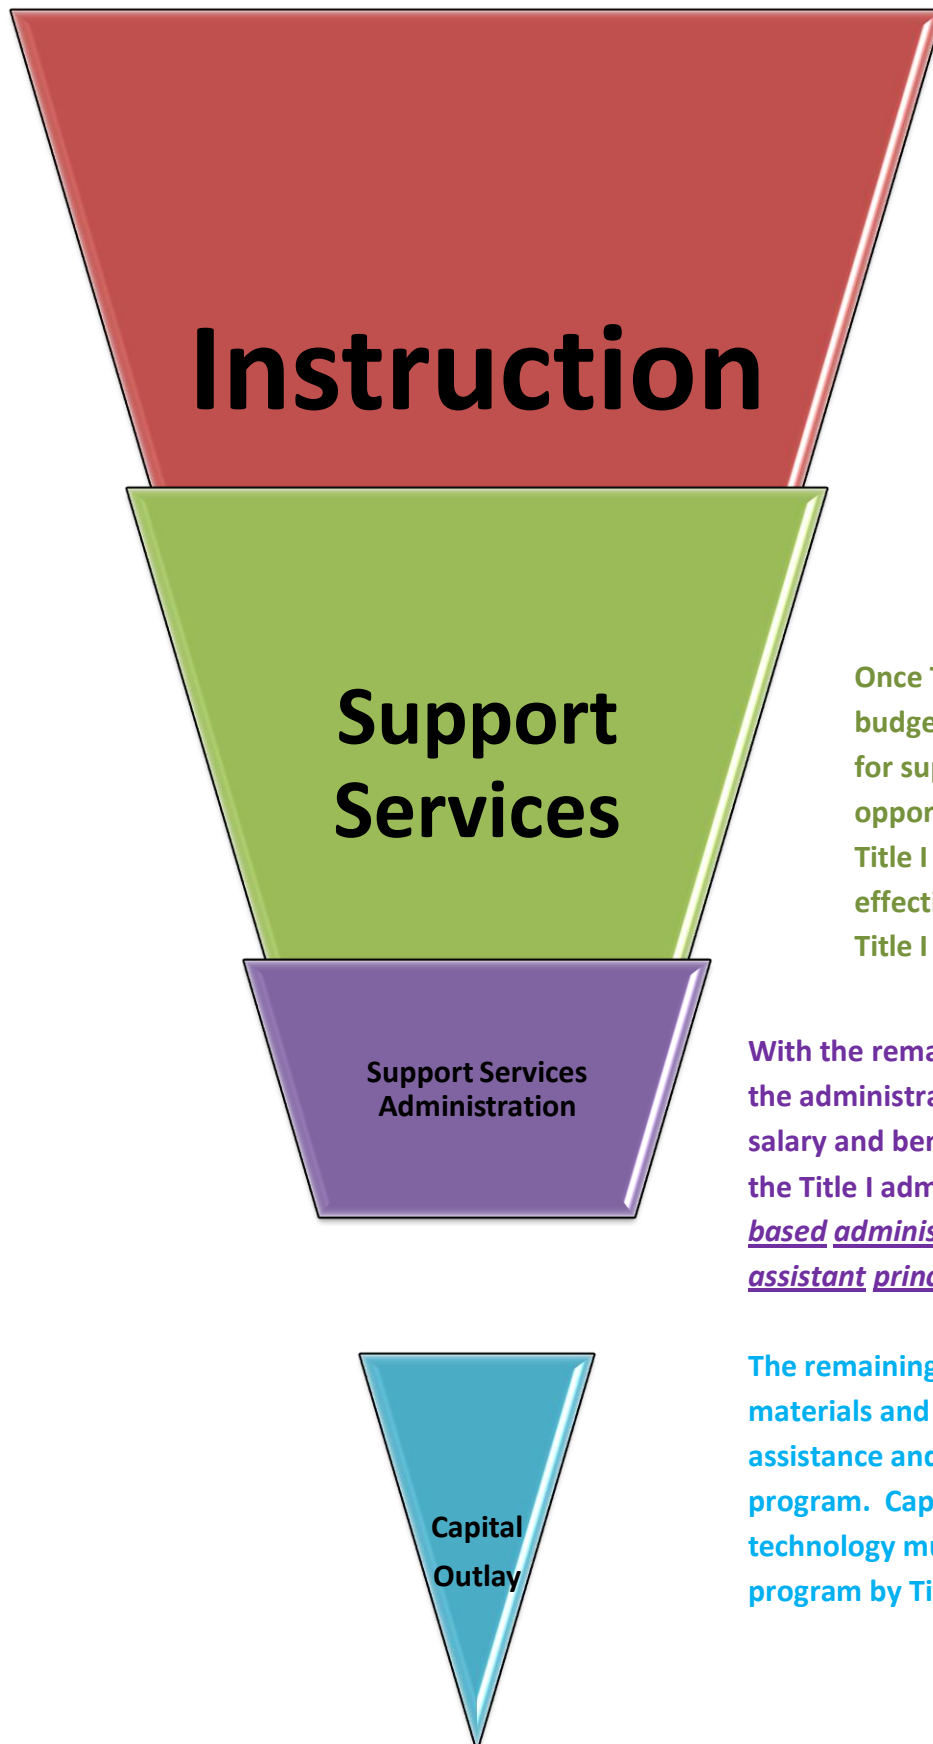 Instruction
Support
Services
Once
budge
for su
oppor
Title I
effect
Title I
Support Services
Administration
With the rema
the administra
salary and ber
the Title I adm
based adminis
assistant princ
The remaining
materials and
assistance and
program.  Cap
technology mu
program by Ti
Capital
Outlay